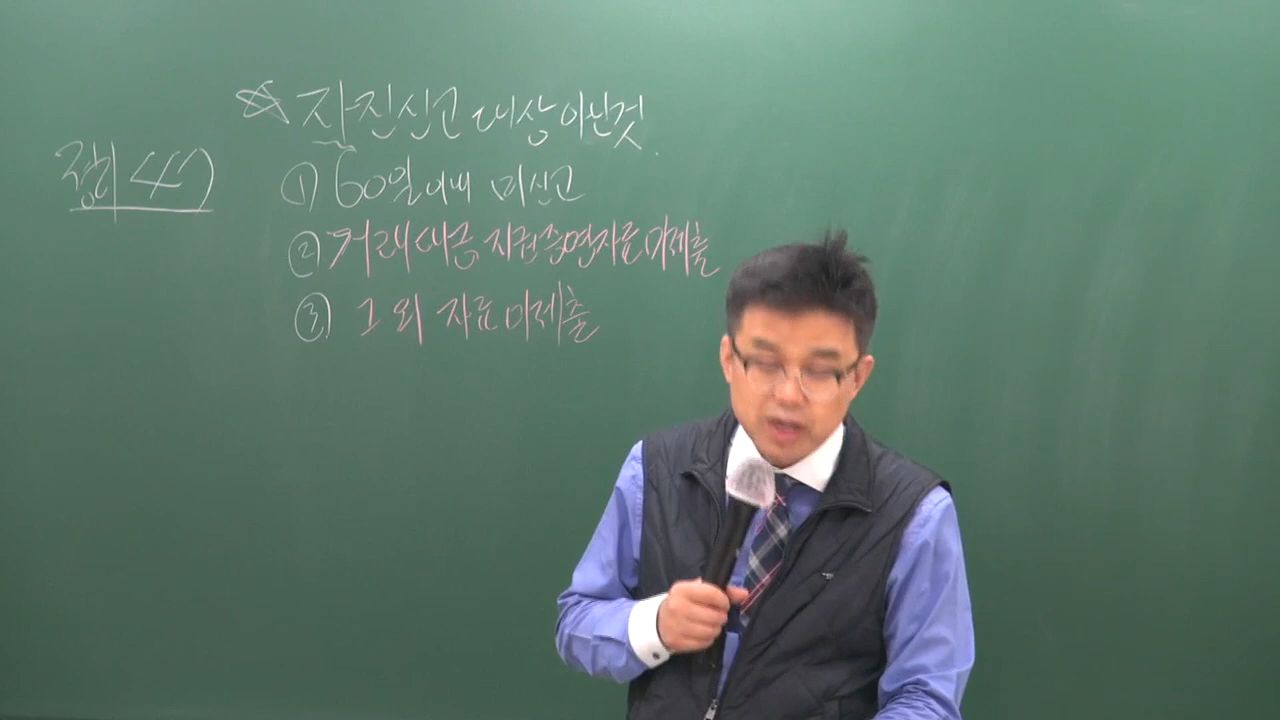 ☆ 자진신고 대상 아닌것.
정리 (4)
① 60일이내 미신고
② 거래대금지급증명자료미제출
③ 그 외 자료미제출